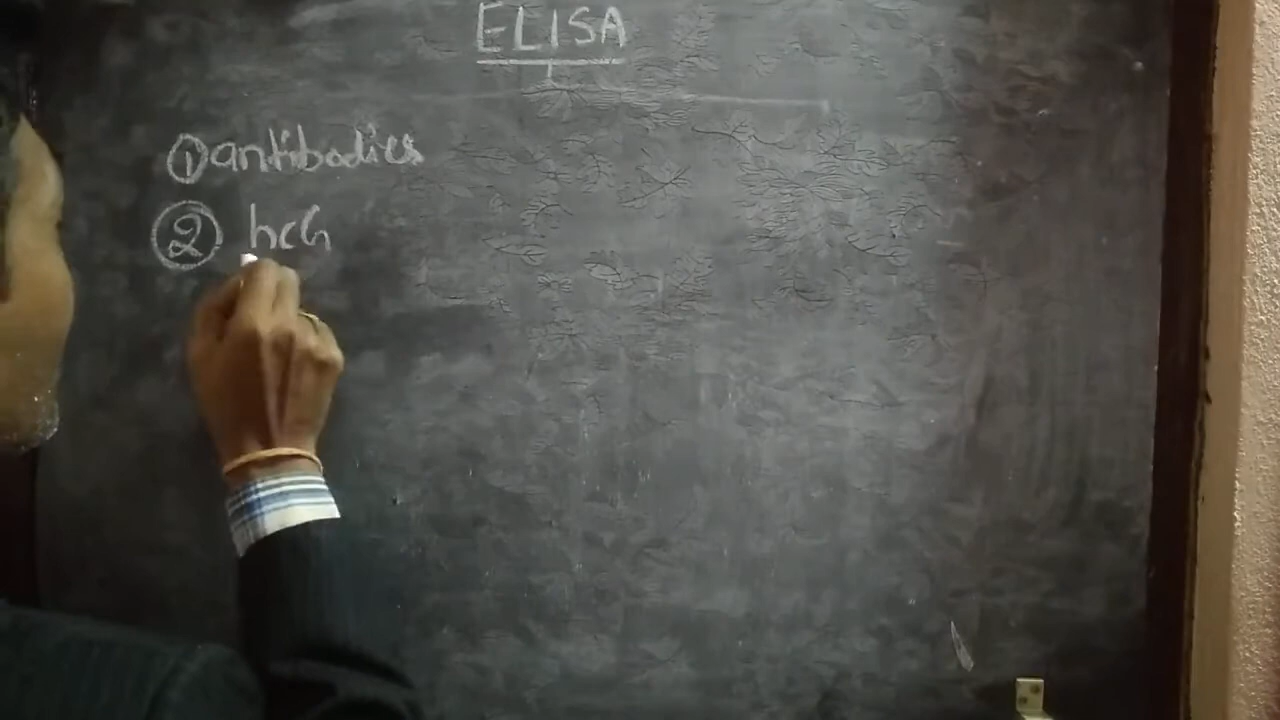 ELISA
① antibodies
② hcG